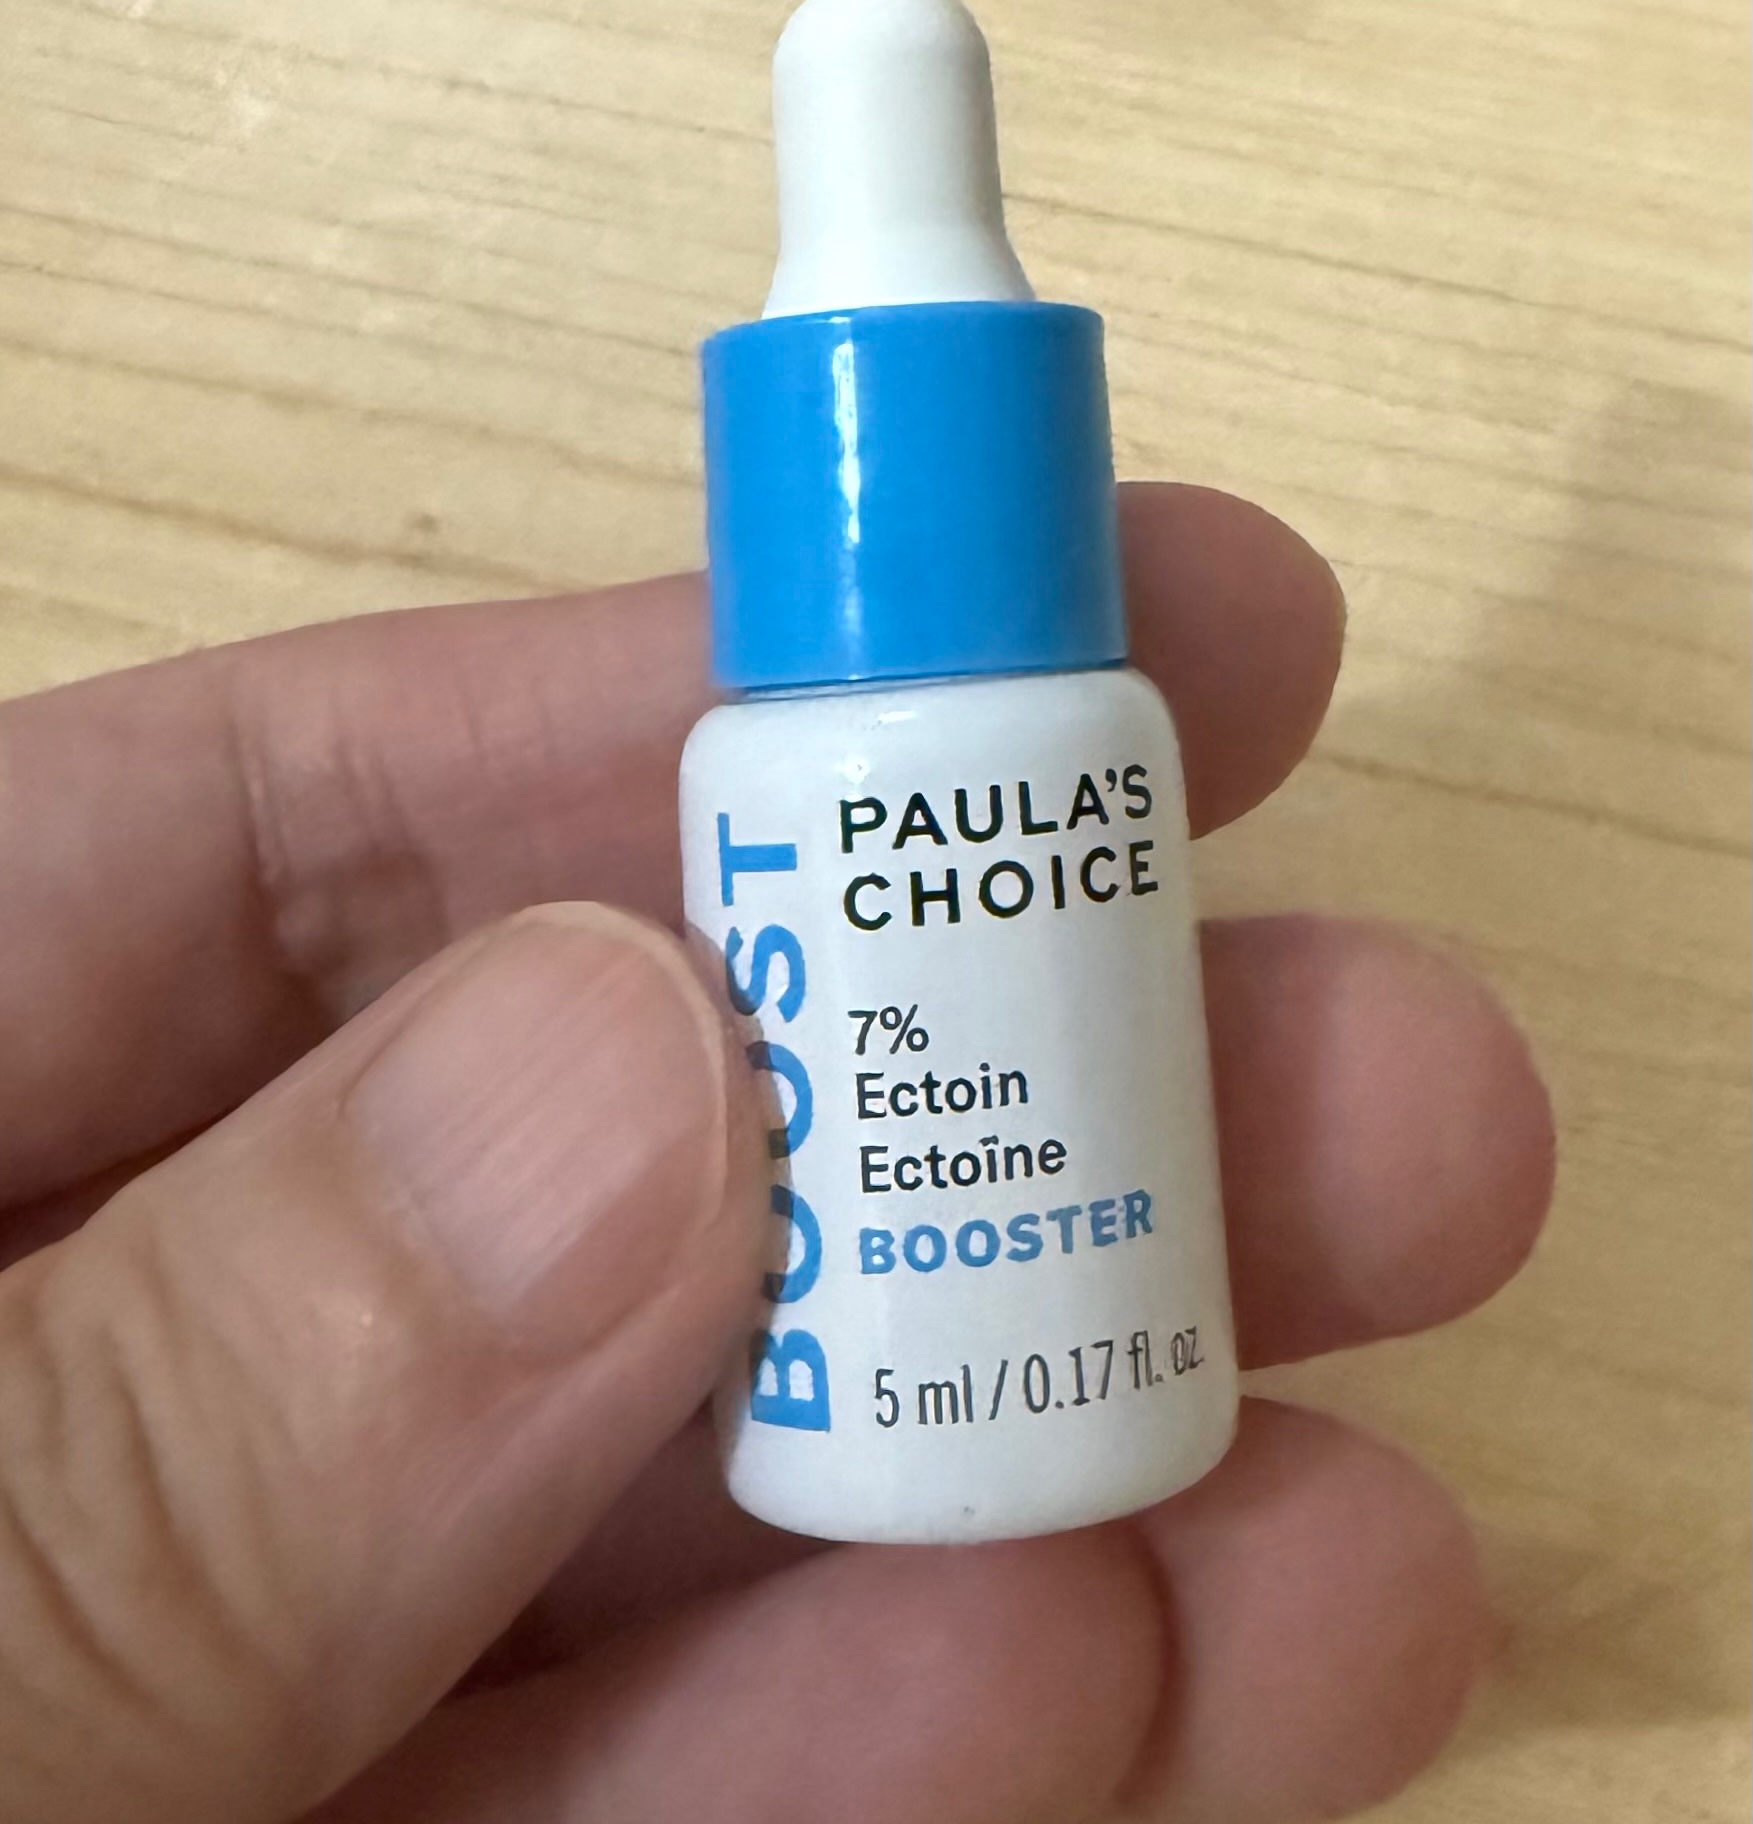 BOOST
PAULA'S
CHOICE
7%
Ectoin
Ectoïne
BOOSTER
5 ml / 0.17 fl. oz.